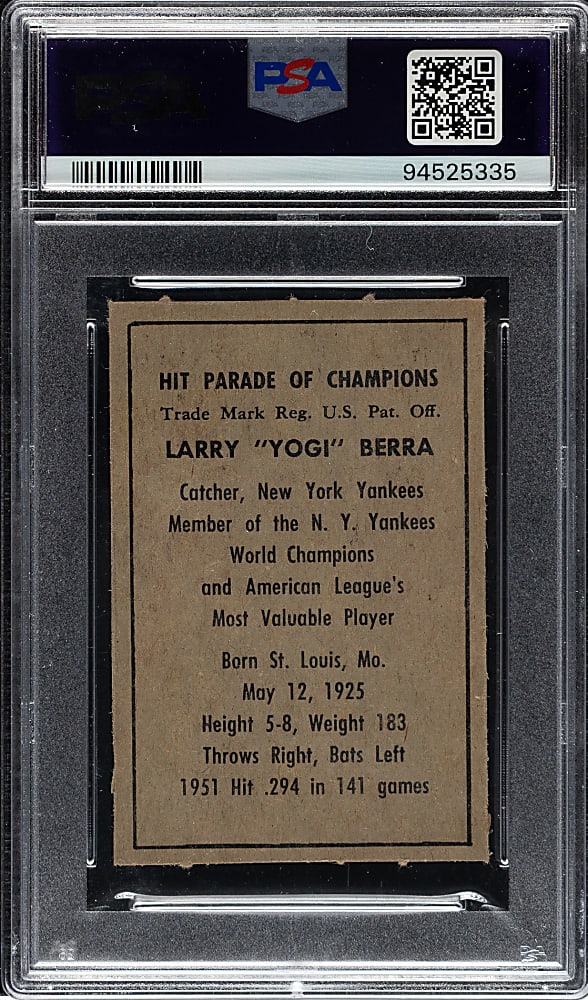 PSA
94525335
HIT PARADE OF CHAMPIONS
Trade Mark Reg. U.S. Pat. Off.
LARRY "YOGI" BERRA
Catcher, New York Yankees
Member of the N. Y. Yankees
World Champions
and American League's
Most Valuable Player
Born St. Louis, Mo.
May 12, 1925
Height 5-8, Weight 183
Throws Right, Bats Left
1951 Hit .294 in 141 games